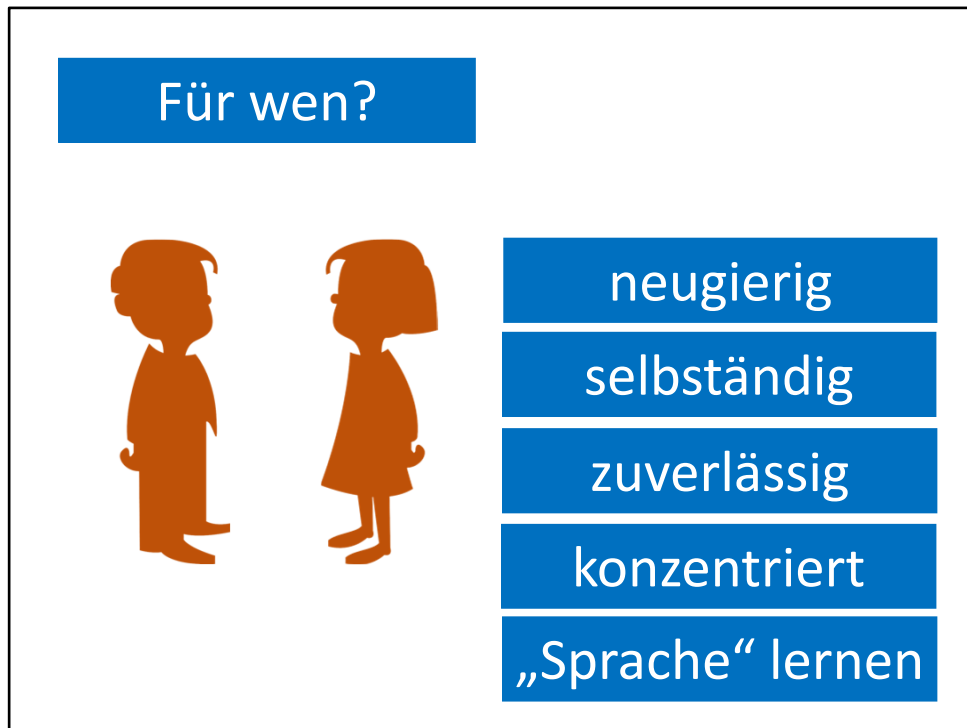 Für wen?
neugierig
selbständig
zuverlässig
konzentriert
„Sprache“ lernen